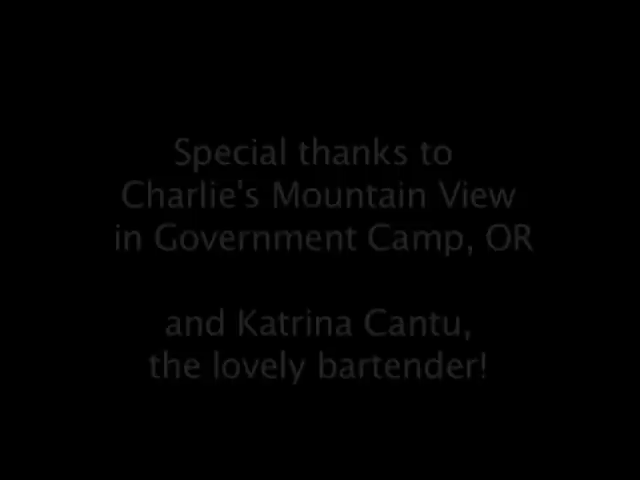 Special thanks to
Charlie's Mountain View
in Government Camp, OR
and Katrina Cantu,
the lovely bartender!